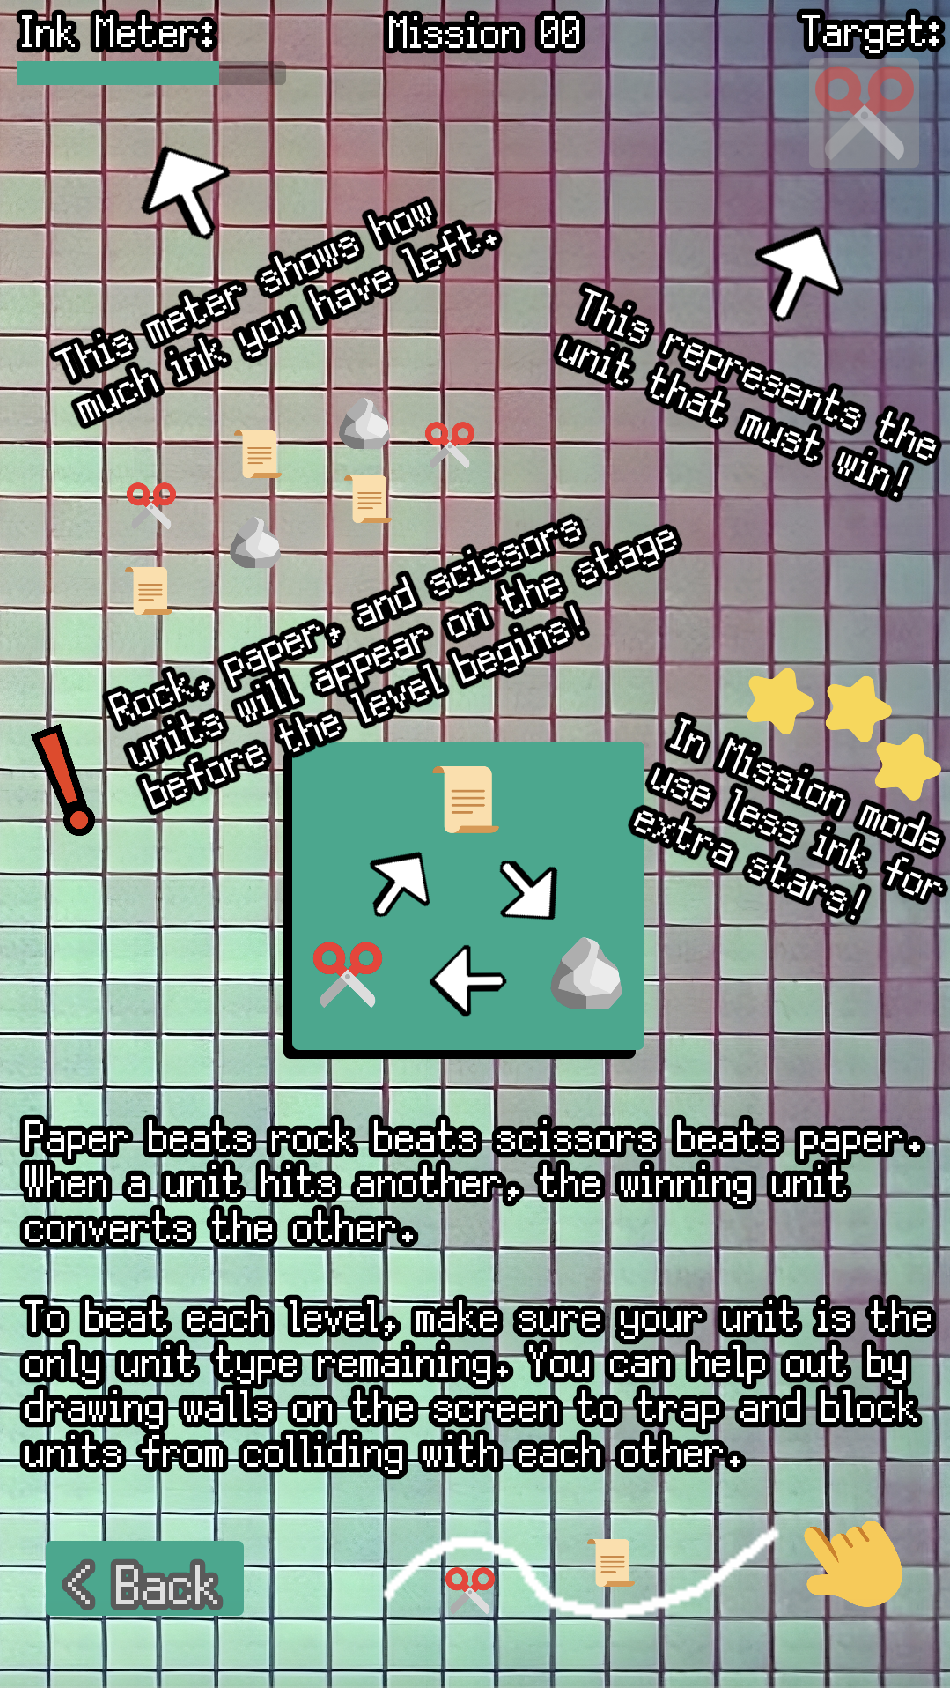 Ink Meter:
Mission 00
Target:
This meter shows how
much ink you have left.
This represents the
unit that must win!
Rock, paper, and scissors
units will appear on the stage
before the level begins!
In Mission mode
use less ink for
extra stars!
Paper beats rock beats scissors beats paper.
When a unit hits another, the winning unit
converts the other.
To beat each level, make sure your unit is the
only unit type remaining. You can help out by
drawing walls on the screen to trap and block
units from colliding with each other.
< Back